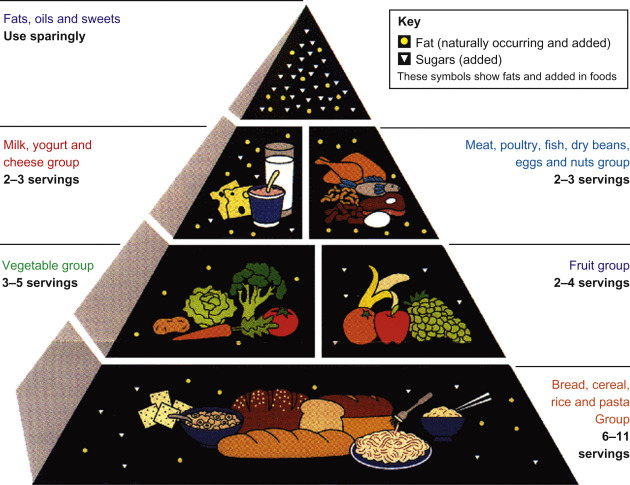 Fats, oils and sweets
Use sparingly
Key
Fat (naturally occurring and added)
Sugars (added)
These symbols show fats and added in foods
Milk, yogurt and
cheese group
2–3 servings
Meat, poultry, fish, dry beans,
eggs and nuts group
2–3 servings
Vegetable group
3–5 servings
Fruit group
2–4 servings
Bread, cereal,
rice and pasta
Group
6–11
servings